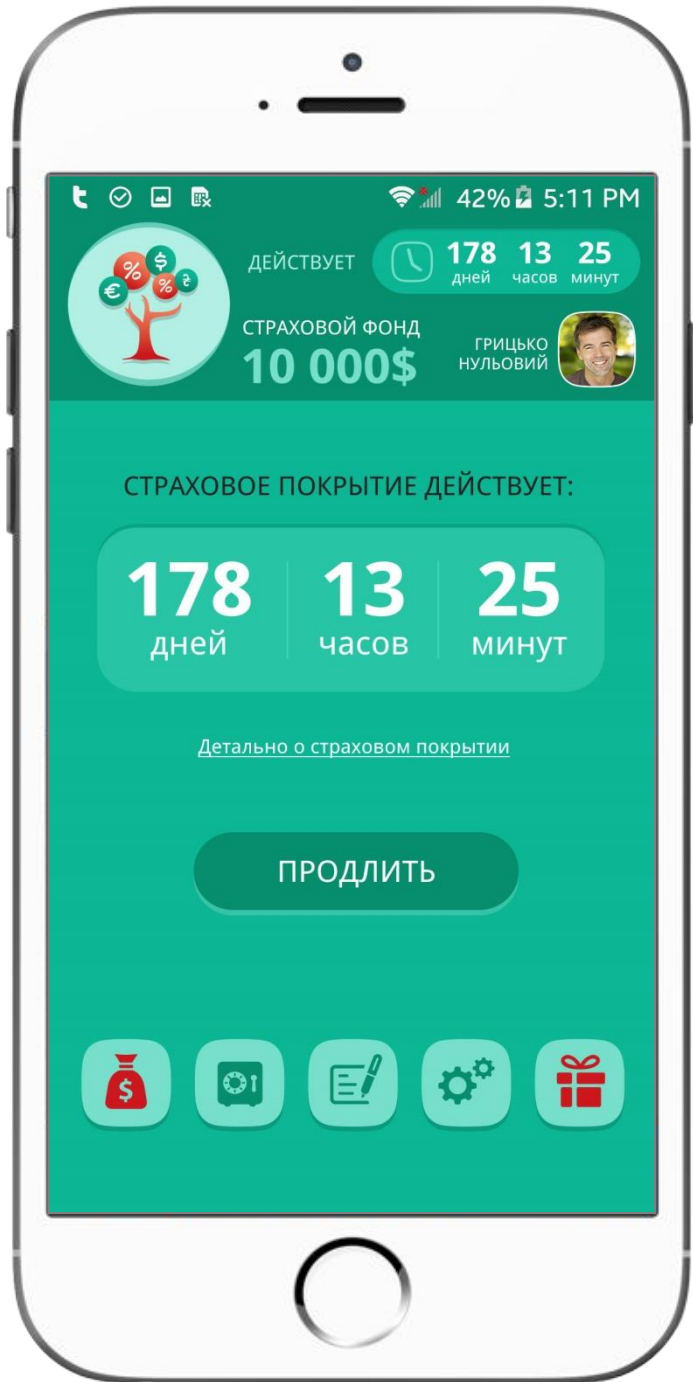 42% 5:11 PM
ДЕЙСТВУЕТ
178 13 25
дней часов минут
СТРАХОВОЙ ФОНД
10 000$
ГРИЦЬКО
НУЛЬОВИЙ
% $
€ % ₴
СТРАХОВОЕ ПОКРЫТИЕ ДЕЙСТВУЕТ:
178 13 25
дней часов минут
Детально о страховом покрытии
ПРОДЛИТЬ
$